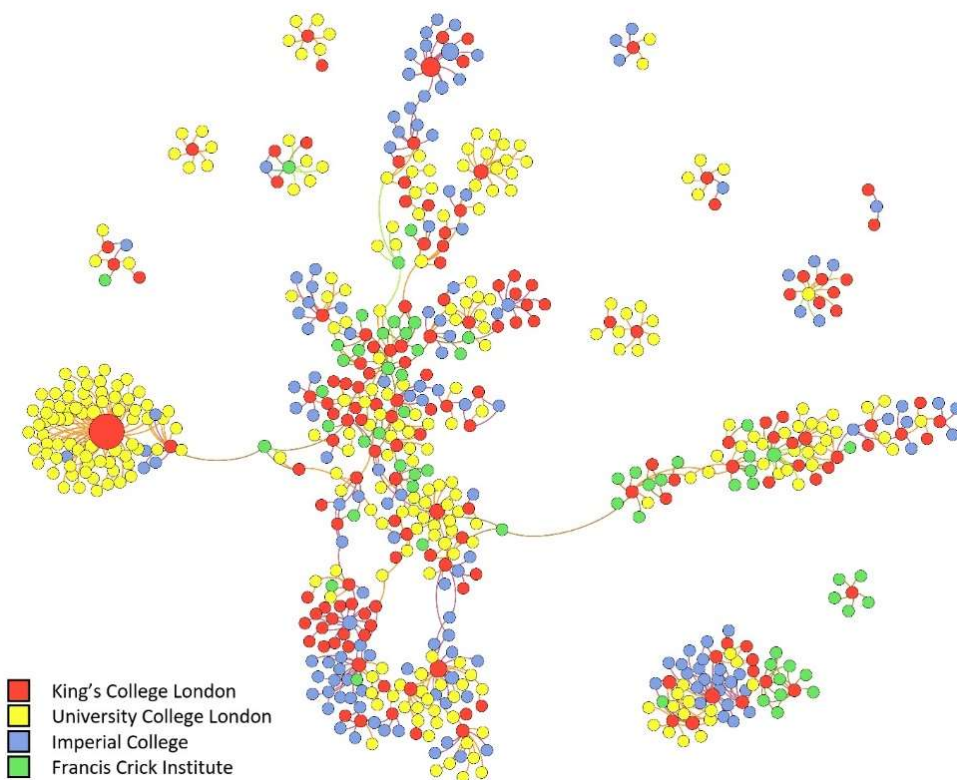 King's College London
University College London
Imperial College
Francis Crick Institute